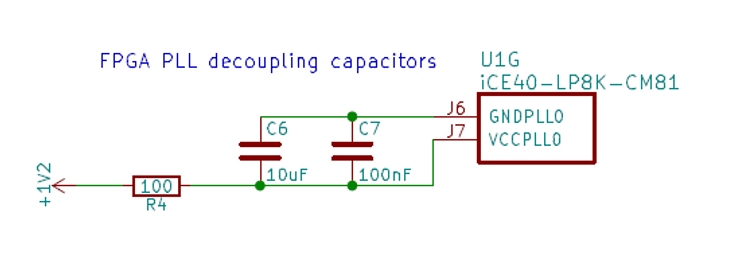 FPGA PLL decoupling capacitors
U1G
iCE40-LP8K-CM81
J6
GNDPLL0
J7
VCCPLL0
C6
C7
10uF
100nF
+1V2
100
R4